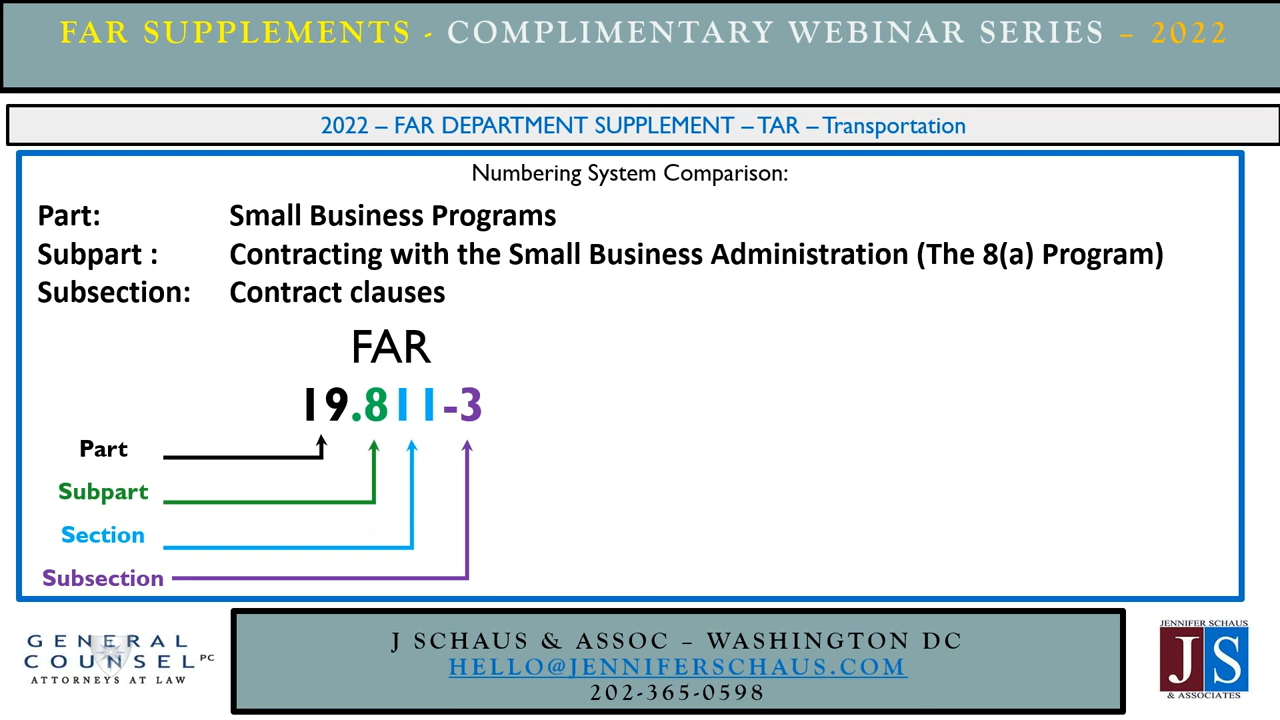 FAR SUPPLEMENTS - COMPLIMENTARY WEBINAR SERIES – 2022
2022 – FAR DEPARTMENT SUPPLEMENT – TAR – Transportation
Numbering System Comparison:
Part: Small Business Programs
Subpart : Contracting with the Small Business Administration (The 8(a) Program)
Subsection: Contract clauses
FAR
19.811-3
Part
Subpart
Section
Subsection
GENERAL
COUNSEL PC
ATTORNEYS AT LAW
J SCHAUS & ASSOC – WASHINGTON DC
HELLO@JENNIFERSCHAUS.COM
202-365-0598
JENNIFER SCHAUS
J S
& ASSOCIATES